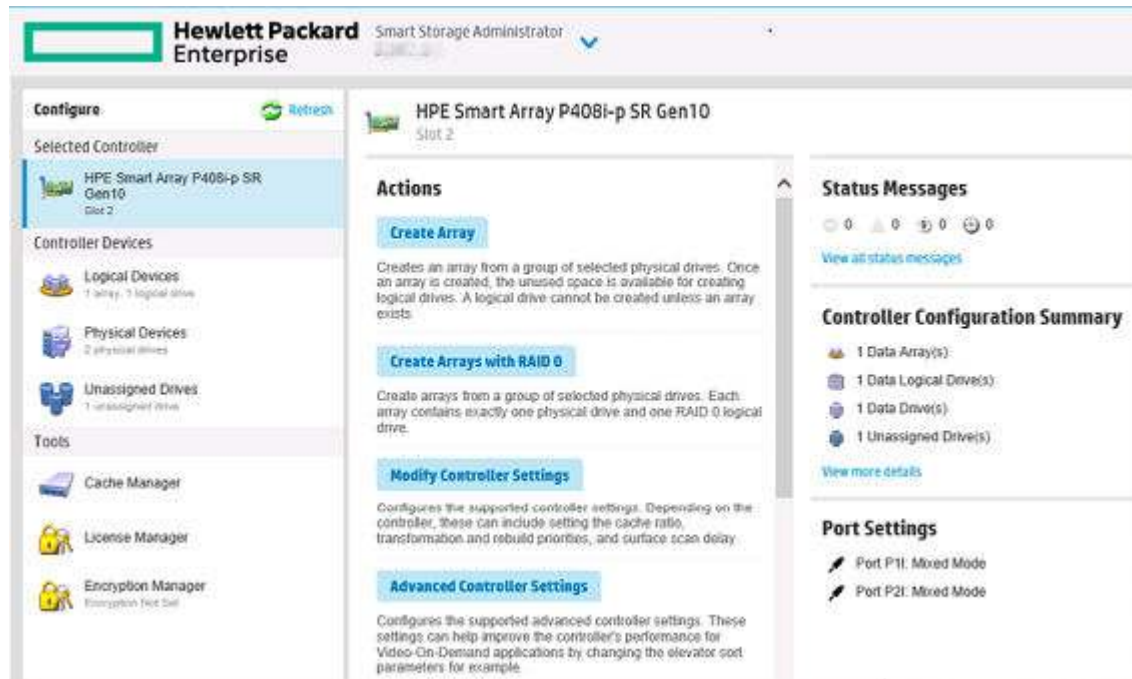 Hewlett Packard
Enterprise
Smart Storage Administrator
Configure
Refresh
Selected Controller
HPE Smart Array P408i-p SR
Gen10
Slot 2
Controller Devices
Logical Devices
1 array, 1 logical drive
Physical Devices
2 physical drives
Unassigned Drives
1 unassigned drive
Tools
Cache Manager
License Manager
Encryption Manager
Encryption Not Set
HPE Smart Array P408i-p SR Gen10
Slot 2
Actions
Create Array
Creates an array from a group of selected physical drives. Once
an array is created, the unused space is available for creating
logical drives. A logical drive cannot be created unless an array
exists.
Create Arrays with RAID 0
Create arrays from a group of selected physical drives. Each
array contains exactly one physical drive and one RAID 0 logical
drive.
Modify Controller Settings
Configures the supported controller settings. Depending on the
controller, these can include setting the cache ratio,
transformation and rebuild priorities, and surface scan delay.
Advanced Controller Settings
Configures the supported advanced controller settings. These
settings can help improve the controller's performance for
Video-On-Demand applications by changing the elevator sort
parameters for example.
Status Messages
0 0 0 0
View all status messages
Controller Configuration Summary
1 Data Array(s)
1 Data Logical Drive(s)
1 Data Drive(s)
1 Unassigned Drive(s)
View more details
Port Settings
Port P1I: Mixed Mode
Port P2I: Mixed Mode